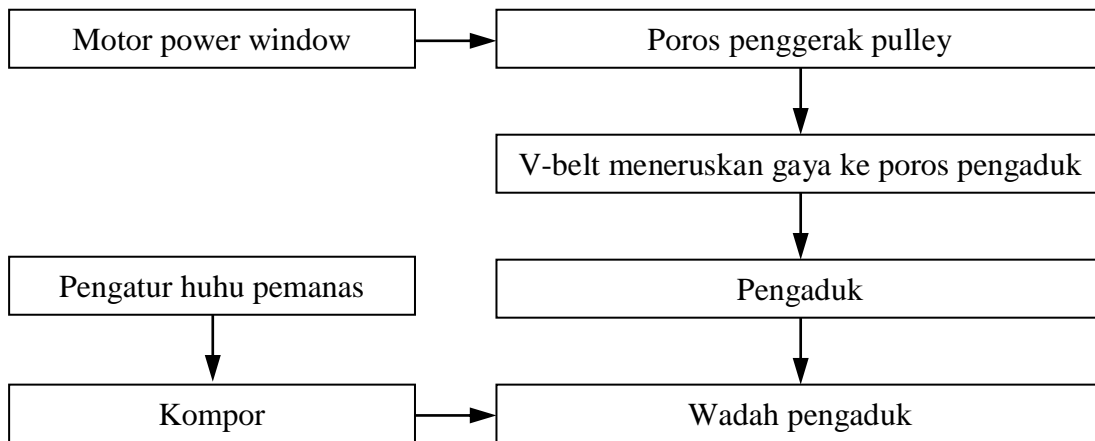 Motor power window
Poros penggerak pulley
V-belt meneruskan gaya ke poros pengaduk
Pengatur huhu pemanas
Pengaduk
Kompor
Wadah pengaduk